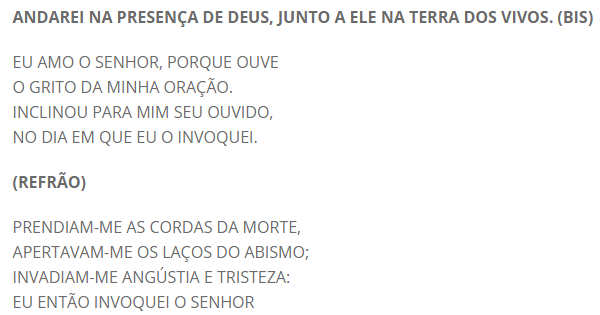 ANDAREI NA PRESENÇA DE DEUS, JUNTO A ELE NA TERRA DOS VIVOS. (BIS)
EU AMO O SENHOR, PORQUE OUVE
O GRITO DA MINHA ORAÇÃO.
INCLINOU PARA MIM SEU OUVIDO,
NO DIA EM QUE EU O INVOQUEI.
(REFRÃO)
PRENDIAM-ME AS CORDAS DA MORTE,
APERTAVAM-ME OS LAÇOS DO ABISMO;
INVADIAM-ME ANGÚSTIA E TRISTEZA:
EU ENTÃO INVOQUEI O SENHOR